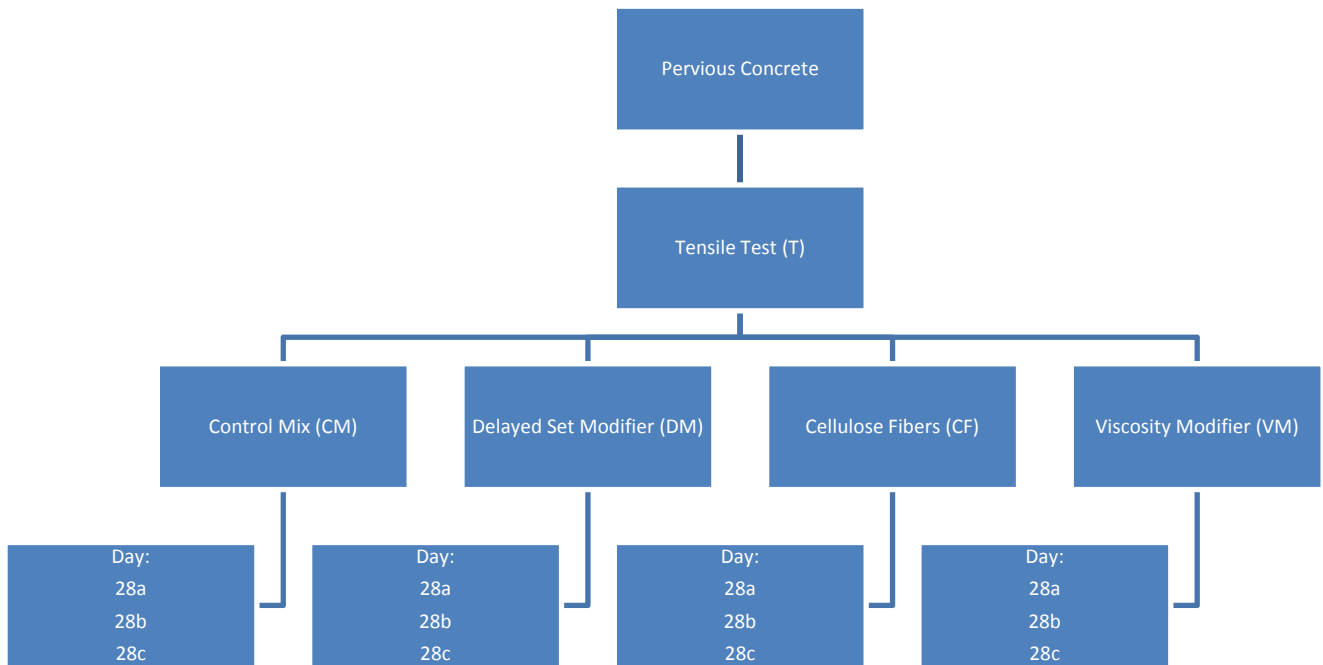 Pervious Concrete
Tensile Test (T)
Control Mix (CM)
Delayed Set Modifier (DM)
Cellulose Fibers (CF)
Viscosity Modifier (VM)
Day:
28a
28b
28c
Day:
28a
28b
28c
Day:
28a
28b
28c
Day:
28a
28b
28c